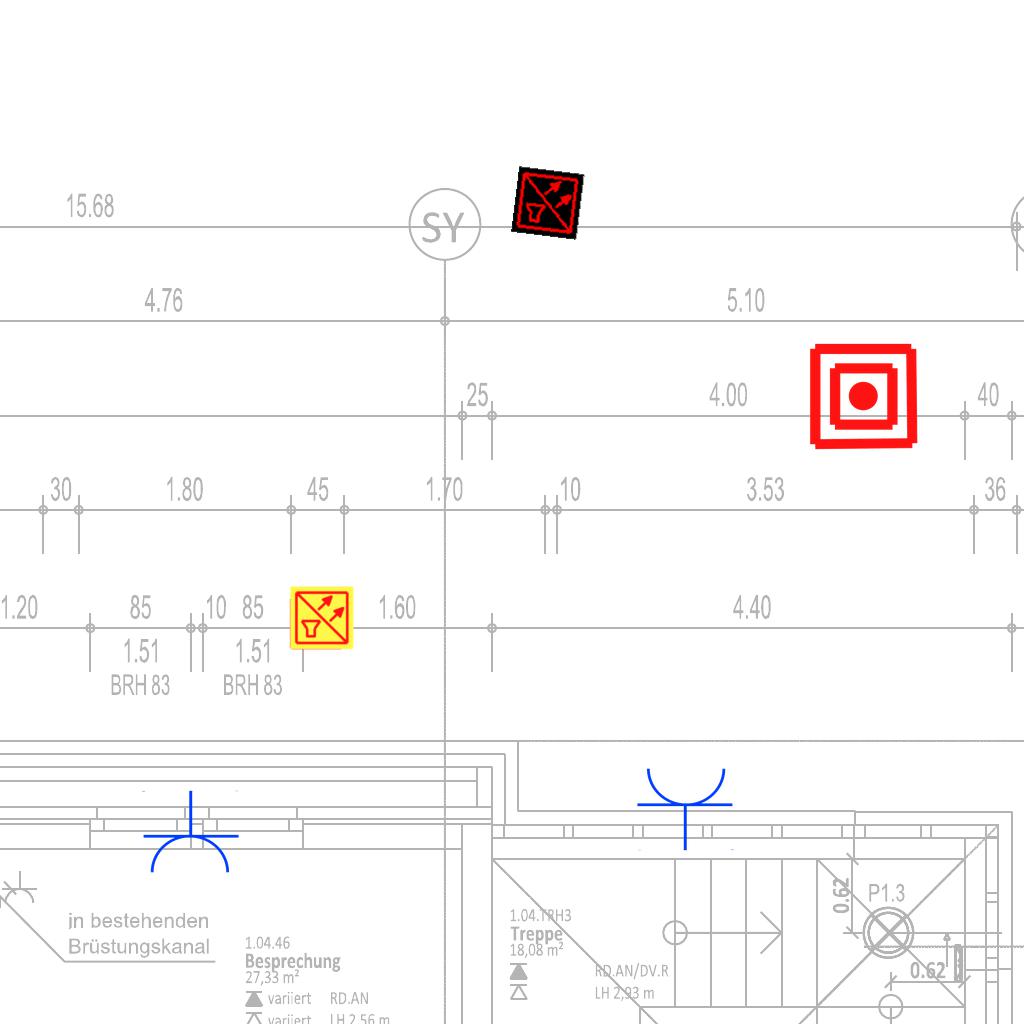 15.68
SY
4.76
5.10
25
4.00
40
30
1.80
45
1.70
10
3.53
36
1.20
85
10
85
1.60
4.40
1.51
1.51
BRH 83
BRH 83
in bestehenden
Brüstungskanal
1.04.46
Besprechung
27,33 m²
variiert RD.AN
variiert LH 2,56 m
1.04.TRH3
Treppe
18,08 m²
RD.AN/DV.R
LH 2,93 m
0.62
P1.3
0.62